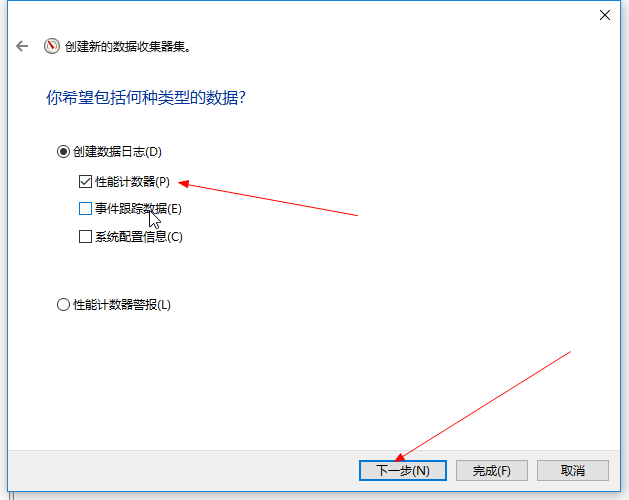 创建新的数据收集器集。
你希望包括何种类型的数据?
创建数据日志(D)
性能计数器(P)
事件跟踪数据(E)
系统配置信息(C)
性能计数器警报(L)
下一步(N)
完成(F)
取消